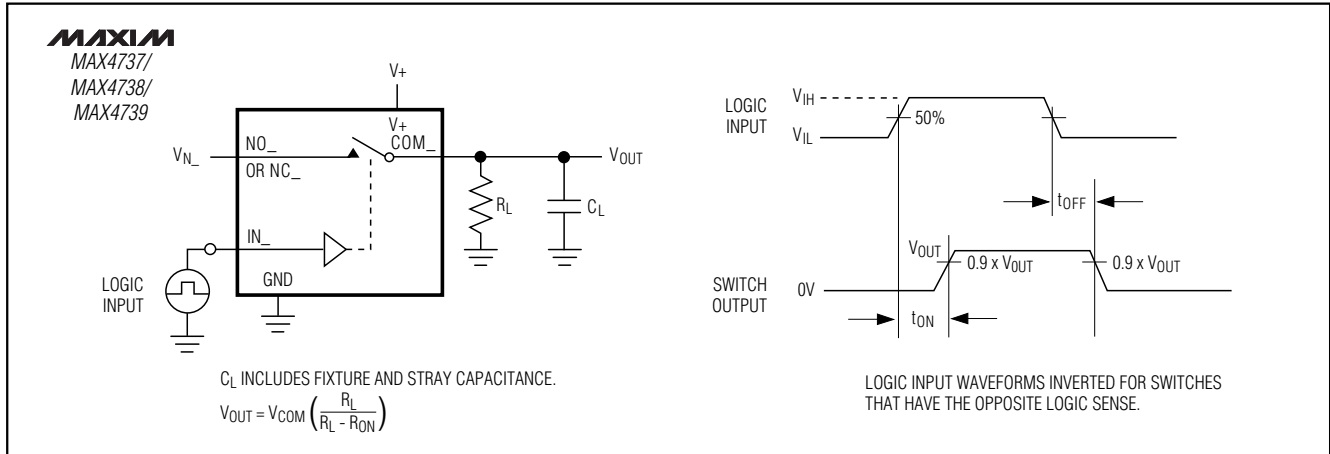 MAXIM
MAX4737/
MAX4738/
MAX4739
V+
V+
NO_
COM_
V_N_
OR NC_
V_OUT
R_L
C_L
IN_
LOGIC
INPUT
GND
C_L INCLUDES FIXTURE AND STRAY CAPACITANCE.
V_OUT = V_COM (R_L / R_L - R_ON)
LOGIC
INPUT
V_IH
V_IL
50%
t_OFF
V_OUT
0.9 x V_OUT
0.9 x V_OUT
SWITCH
OUTPUT
0V
t_ON
LOGIC INPUT WAVEFORMS INVERTED FOR SWITCHES
THAT HAVE THE OPPOSITE LOGIC SENSE.